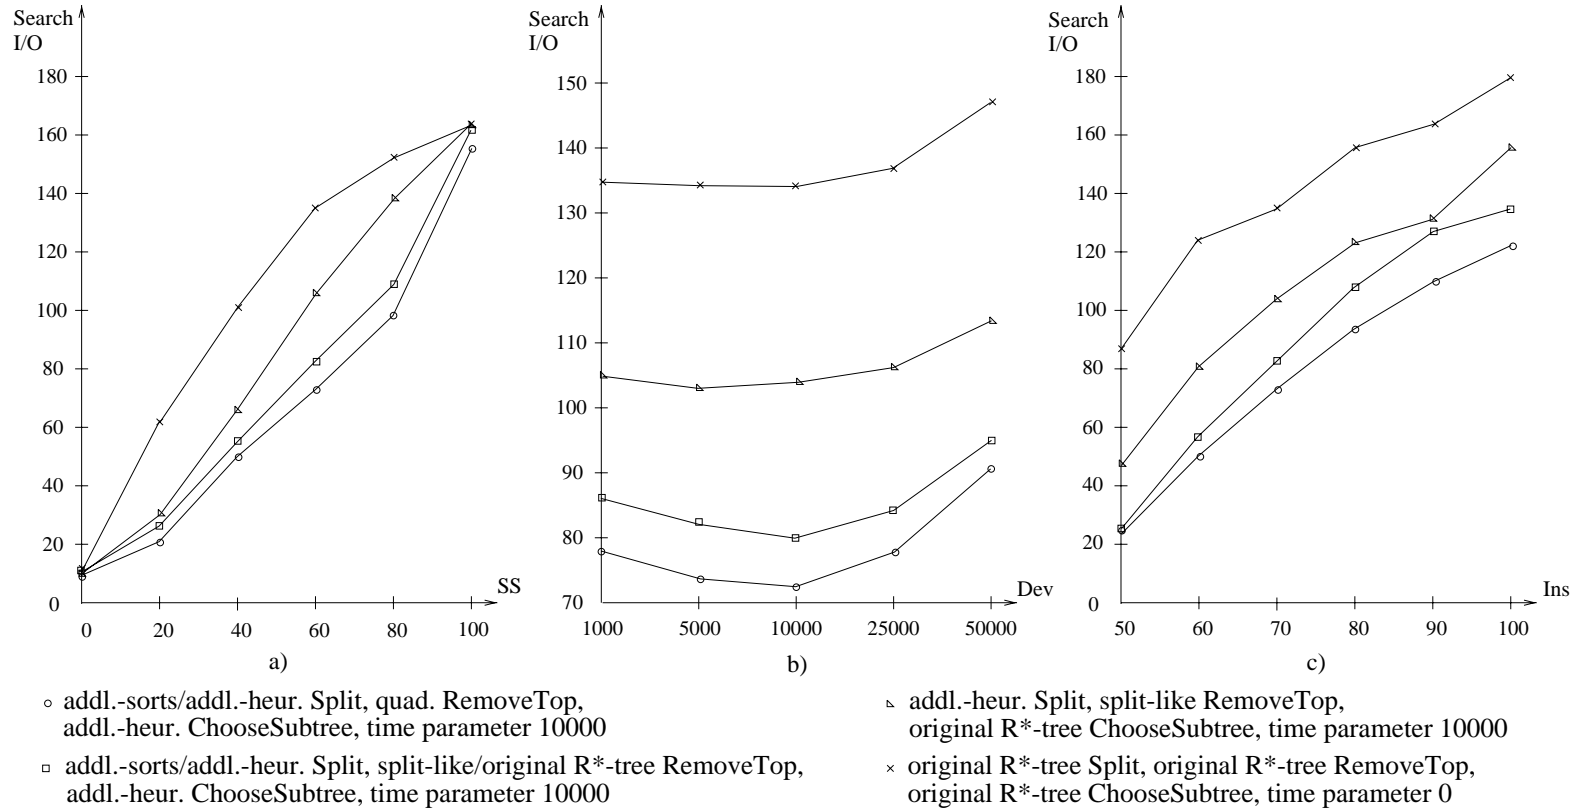 Search
I/O
180
160
140
120
100
80
60
40
20
0
SS
0 20 40 60 80 100
a)
Search
I/O
150
140
130
120
110
100
90
80
70
Dev
1000 5000 10000 25000 50000
b)
Search
I/O
180
160
140
120
100
80
60
40
20
0
Ins
50 60 70 80 90 100
c)
addl.-sorts/addl.-heur. Split, quad. RemoveTop,
addl.-heur. ChooseSubtree, time parameter 10000
addl.-sorts/addl.-heur. Split, split-like/original R*-tree RemoveTop,
addl.-heur. ChooseSubtree, time parameter 10000
addl.-heur. Split, split-like RemoveTop,
original R*-tree ChooseSubtree, time parameter 10000
original R*-tree Split, original R*-tree RemoveTop,
original R*-tree ChooseSubtree, time parameter 0